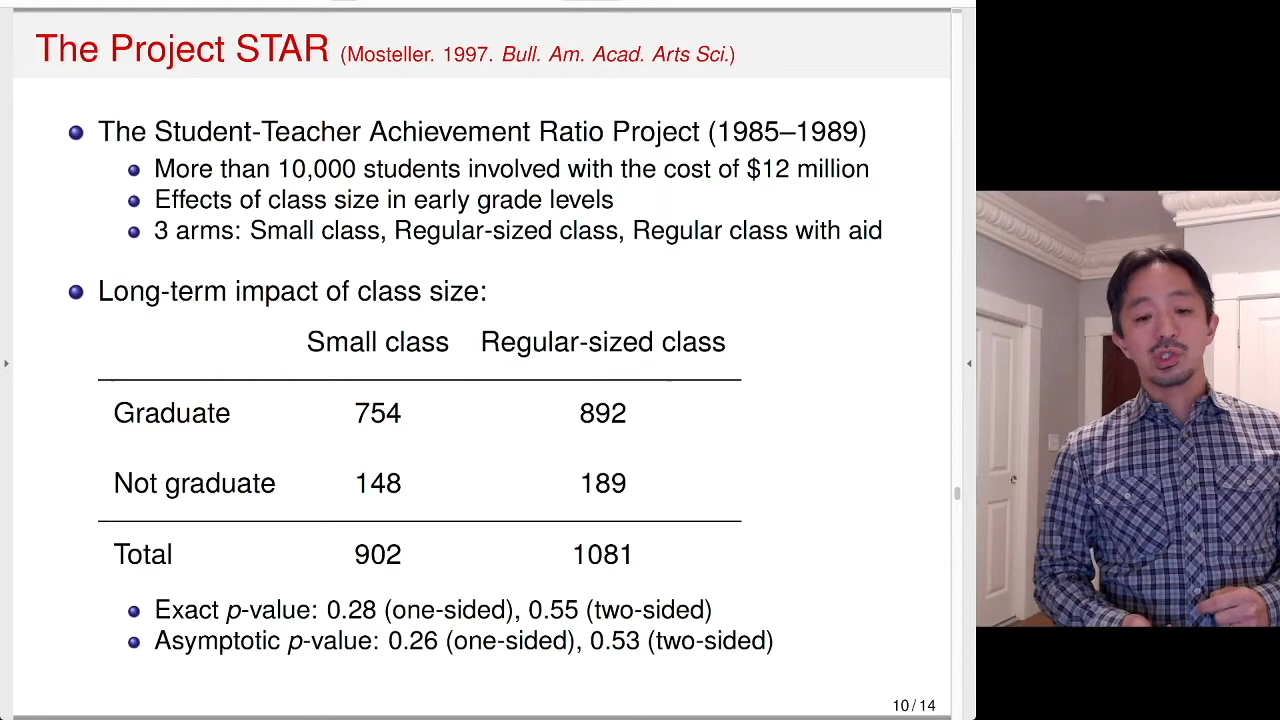 The Project STAR (Mosteller. 1997. Bull. Am. Acad. Arts Sci.)
The Student-Teacher Achievement Ratio Project (1985–1989)
More than 10,000 students involved with the cost of $12 million
Effects of class size in early grade levels
3 arms: Small class, Regular-sized class, Regular class with aid
Long-term impact of class size:
Small class Regular-sized class
Graduate 754 892
Not graduate 148 189
Total 902 1081
Exact p-value: 0.28 (one-sided), 0.55 (two-sided)
Asymptotic p-value: 0.26 (one-sided), 0.53 (two-sided)
10 / 14